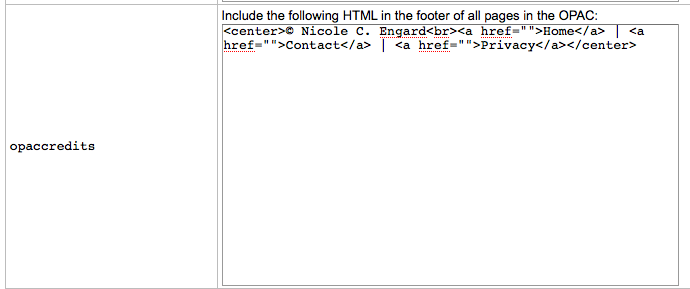 Include the following HTML in the footer of all pages in the OPAC:
<center>© Nicole C. Engard<br><a href="">Home</a> | <a
href="">Contact</a> | <a href="">Privacy</a></center>
opaccredits